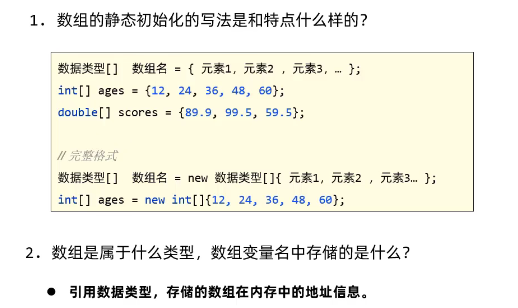 1. 数组的静态初始化的写法是和特点什么样的？
数据类型[]  数组名 = { 元素1，元素2 ，元素3，… };
int[] ages = {12, 24, 36, 48, 60};
double[] scores = {89.9, 99.5, 59.5};
// 完整格式
数据类型[]  数组名 = new 数据类型[]{ 元素1，元素2 ，元素3… };
int[] ages = new int[]{12, 24, 36, 48, 60};
2. 数组是属于什么类型，数组变量名中存储的是什么？
● 引用数据类型，存储的数组在内存中的地址信息。